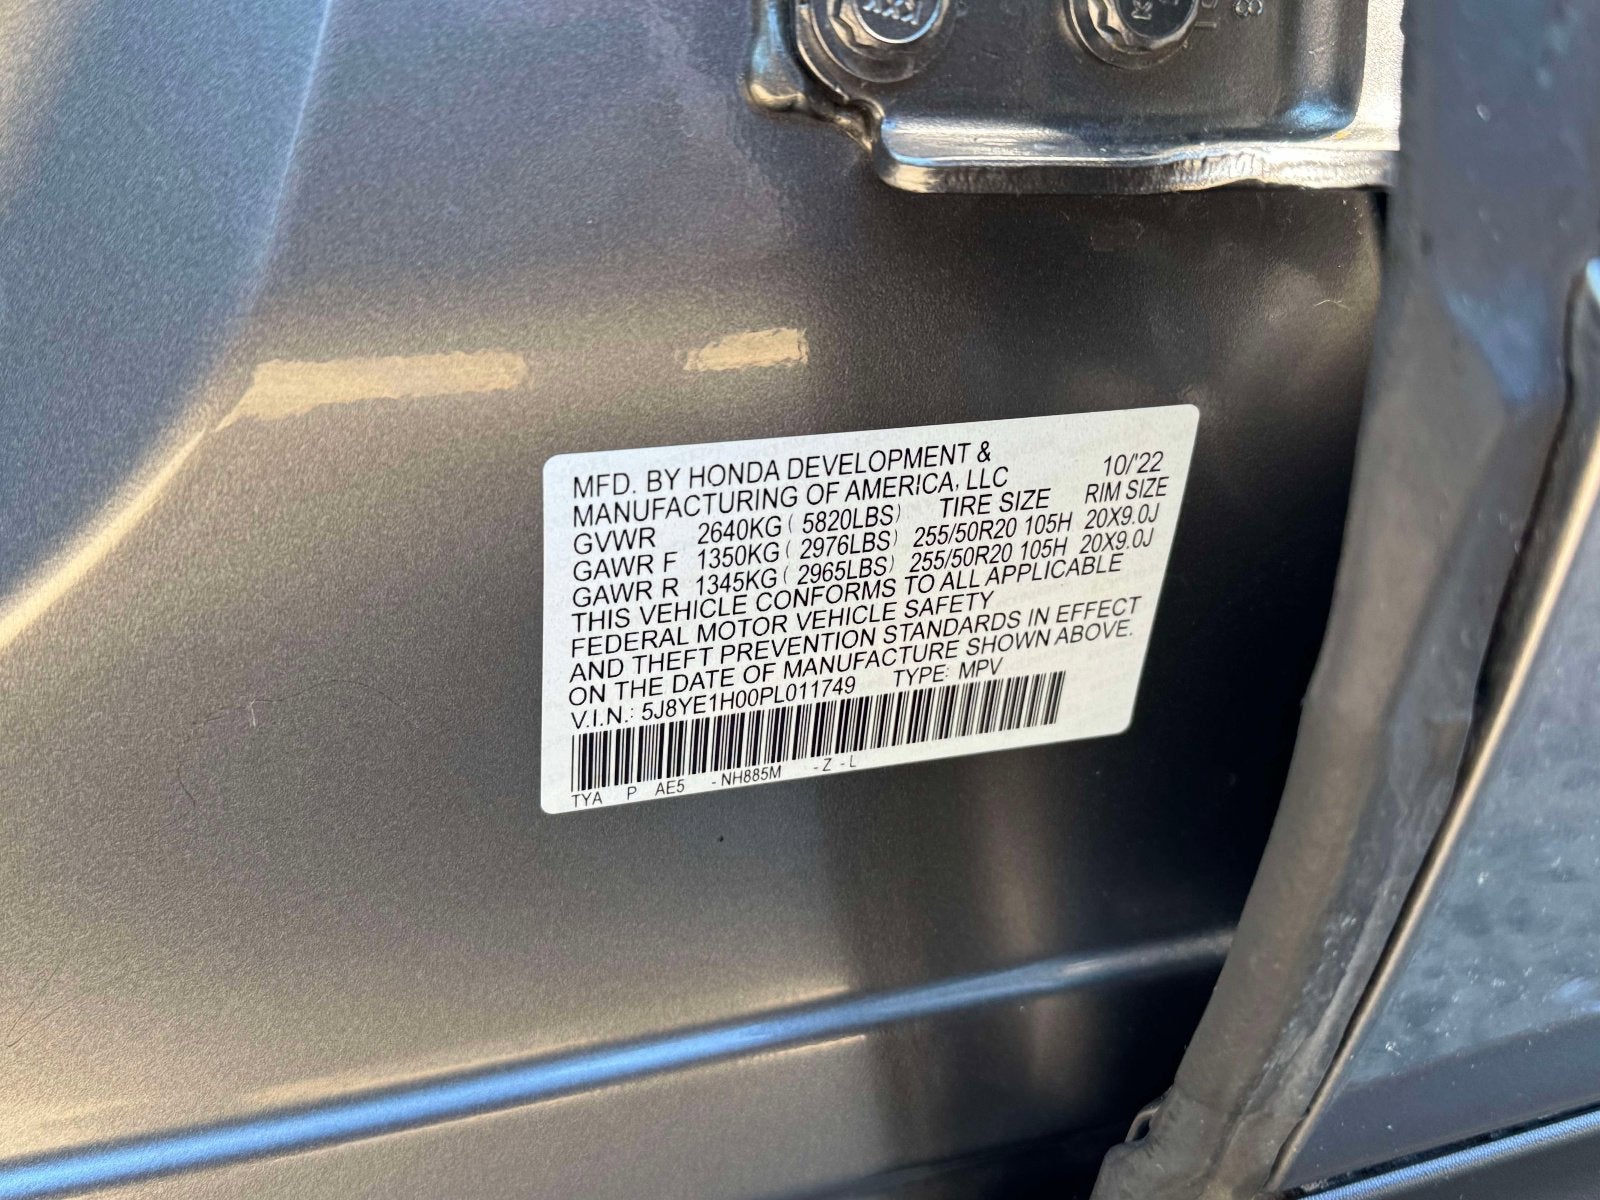 MFD. BY HONDA DEVELOPMENT & 10/'22
MANUFACTURING OF AMERICA, LLC RIM SIZE
GVWR 2640KG ( 5820LBS) TIRE SIZE
GAWR F 1350KG ( 2976LBS) 255/50R20 105H 20X9.0J
GAWR R 1345KG ( 2965LBS) 255/50R20 105H 20X9.0J
THIS VEHICLE CONFORMS TO ALL APPLICABLE
FEDERAL MOTOR VEHICLE SAFETY
AND THEFT PREVENTION STANDARDS IN EFFECT
ON THE DATE OF MANUFACTURE SHOWN ABOVE.
V.I.N.: 5J8YE1H00PL011749 TYPE: MPV
TYA P AE5 - NH885M - Z - L